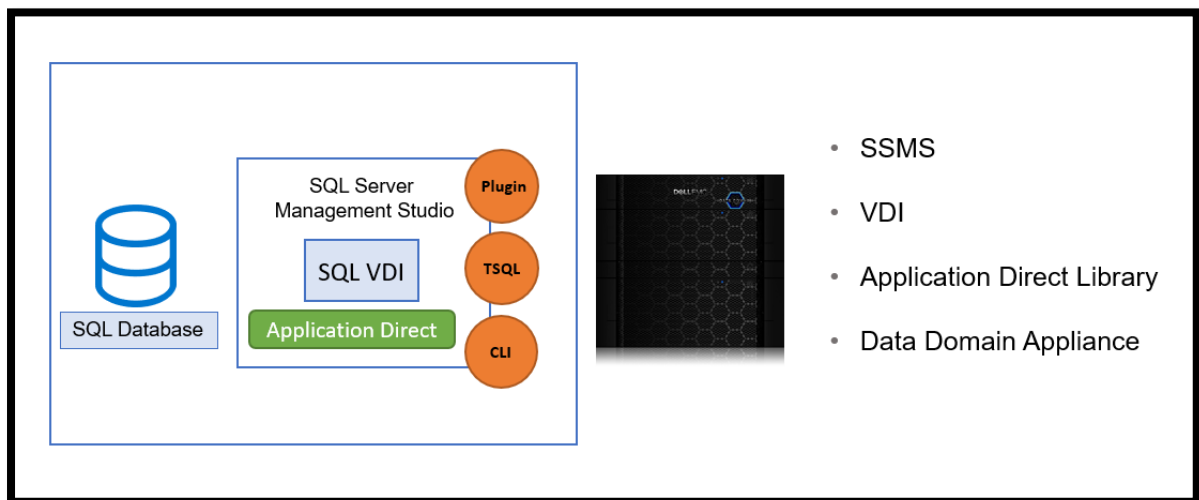 SQL Server
Management Studio
Plugin
SQL VDI
TSQL
Application Direct
CLI
SQL Database
DELLEMC
• SSMS
• VDI
• Application Direct Library
• Data Domain Appliance